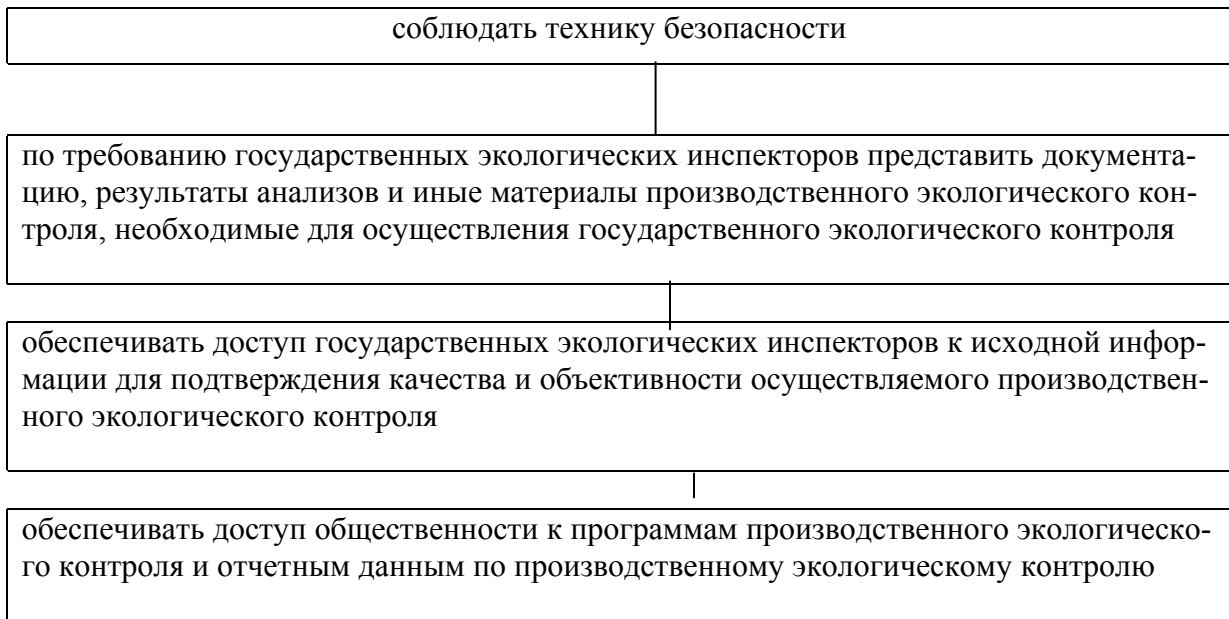 соблюдать технику безопасности
по требованию государственных экологических инспекторов представить документа-
цию, результаты анализов и иные материалы производственного экологического кон-
троля, необходимые для осуществления государственного экологического контроля
обеспечивать доступ государственных экологических инспекторов к исходной инфор-
мации для подтверждения качества и объективности осуществляемого производствен-
ного экологического контроля
обеспечивать доступ общественности к программам производственного экологическо-
го контроля и отчетным данным по производственному экологическому контролю